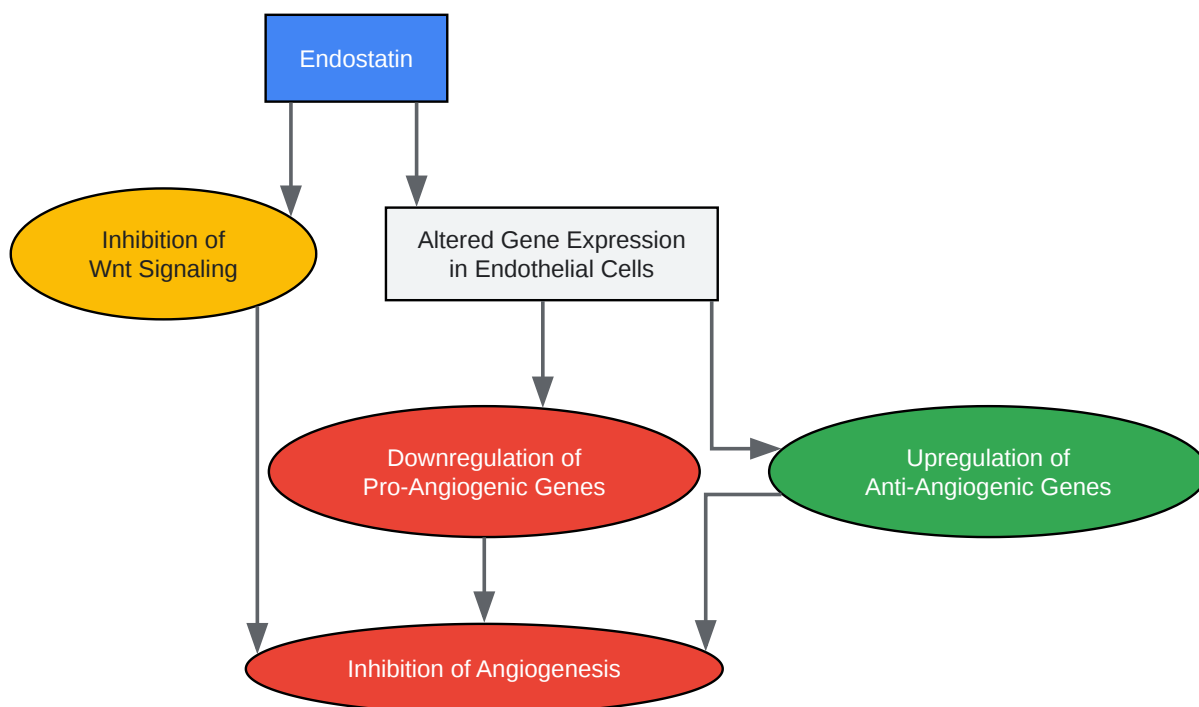 Endostatin
Inhibition of
Wnt Signaling
Altered Gene Expression
in Endothelial Cells
Downregulation of
Pro-Angiogenic Genes
Upregulation of
Anti-Angiogenic Genes
Inhibition of Angiogenesis